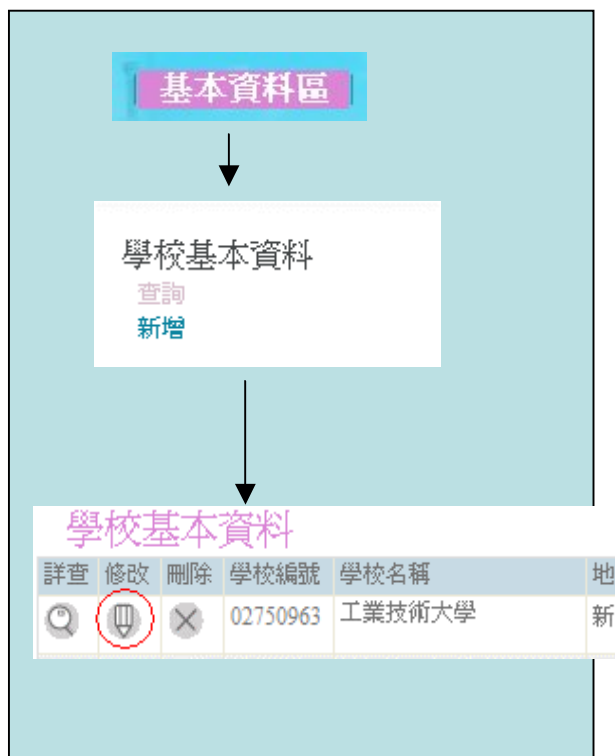 基本資料區
學校基本資料
查詢
新增
學校基本資料
詳查 修改 刪除 學校編號 學校名稱 地
02750963 工業技術大學 新